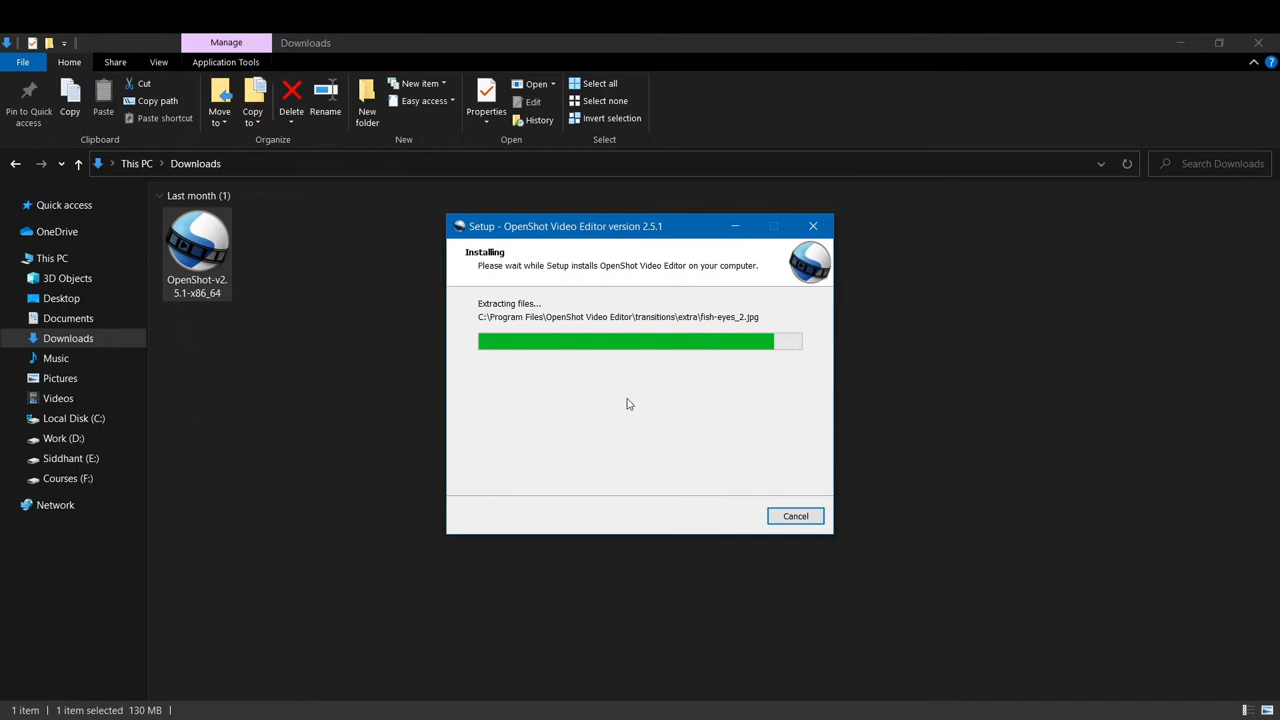 Manage
Downloads
File
Home
Share
View
Application Tools
Pin to Quick
access
Copy
Paste
Cut
Copy path
Paste shortcut
Clipboard
Move
to
Copy
to
Delete
Rename
Organize
New
folder
New item
Easy access
New
Properties
Open
Edit
History
Open
Select all
Select none
Invert selection
Select
This PC
Downloads
Search Downloads
Quick access
OneDrive
This PC
3D Objects
Desktop
Documents
Downloads
Music
Pictures
Videos
Local Disk (C:)
Work (D:)
Siddhant (E:)
Courses (F:)
Network
Last month (1)
OpenShot-v2.
5.1-x86_64
Setup - OpenShot Video Editor version 2.5.1
Installing
Please wait while Setup installs OpenShot Video Editor on your computer.
Extracting files...
C:\Program Files\OpenShot Video Editor\transitions\extra\fish-eyes_2.jpg
Cancel
1 item
1 item selected 130 MB